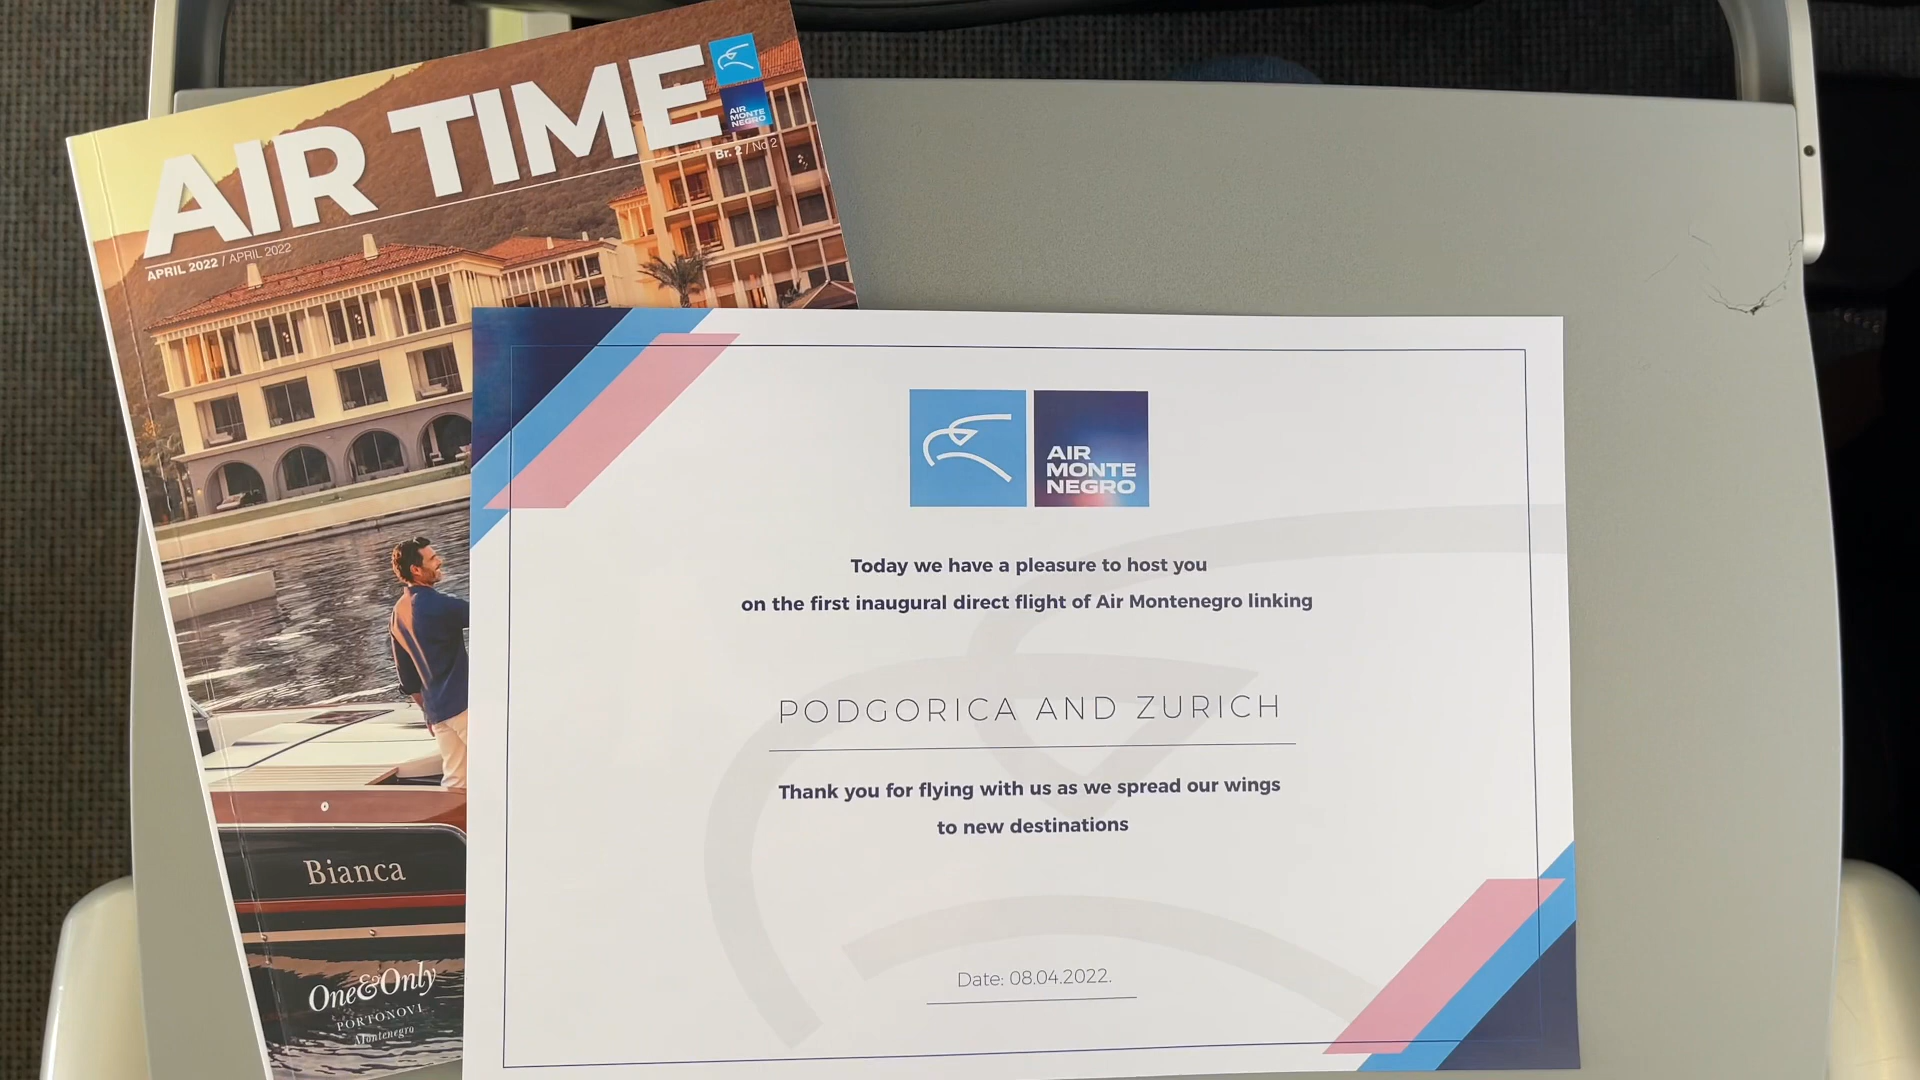 AIR TIME
AIR
MONTE
NEGRO
Br. 2 / No 2
APRIL 2022 / APRIL 2022
Bianca
One&Only
PORTONOVI
Montenegro
AIR
MONTE
NEGRO
Today we have a pleasure to host you
on the first inaugural direct flight of Air Montenegro linking
PODGORICA AND ZURICH
Thank you for flying with us as we spread our wings
to new destinations
Date: 08.04.2022.